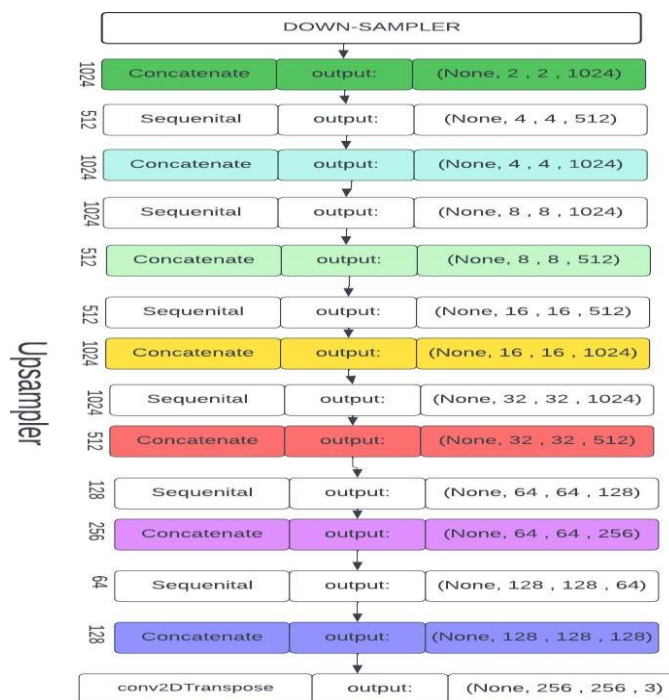 DOWN-SAMPLER
1024 Concatenate output: (None, 2 , 2 , 1024)
512 Sequenital output: (None, 4 , 4 , 512)
1024 Concatenate output: (None, 4 , 4 , 1024)
1024 Sequenital output: (None, 8 , 8 , 1024)
512 Concatenate output: (None, 8 , 8 , 512)
512 Sequenital output: (None, 16 , 16 , 512)
Upsampler
1024 Concatenate output: (None, 16 , 16 , 1024)
1024 Sequenital output: (None, 32 , 32 , 1024)
512 Concatenate output: (None, 32 , 32 , 512)
128 Sequenital output: (None, 64 , 64 , 128)
256 Concatenate output: (None, 64 , 64 , 256)
64 Sequenital output: (None, 128 , 128 , 64)
128 Concatenate output: (None, 128 , 128 , 128)
conv2DTranspose output: (None, 256 , 256 , 3)